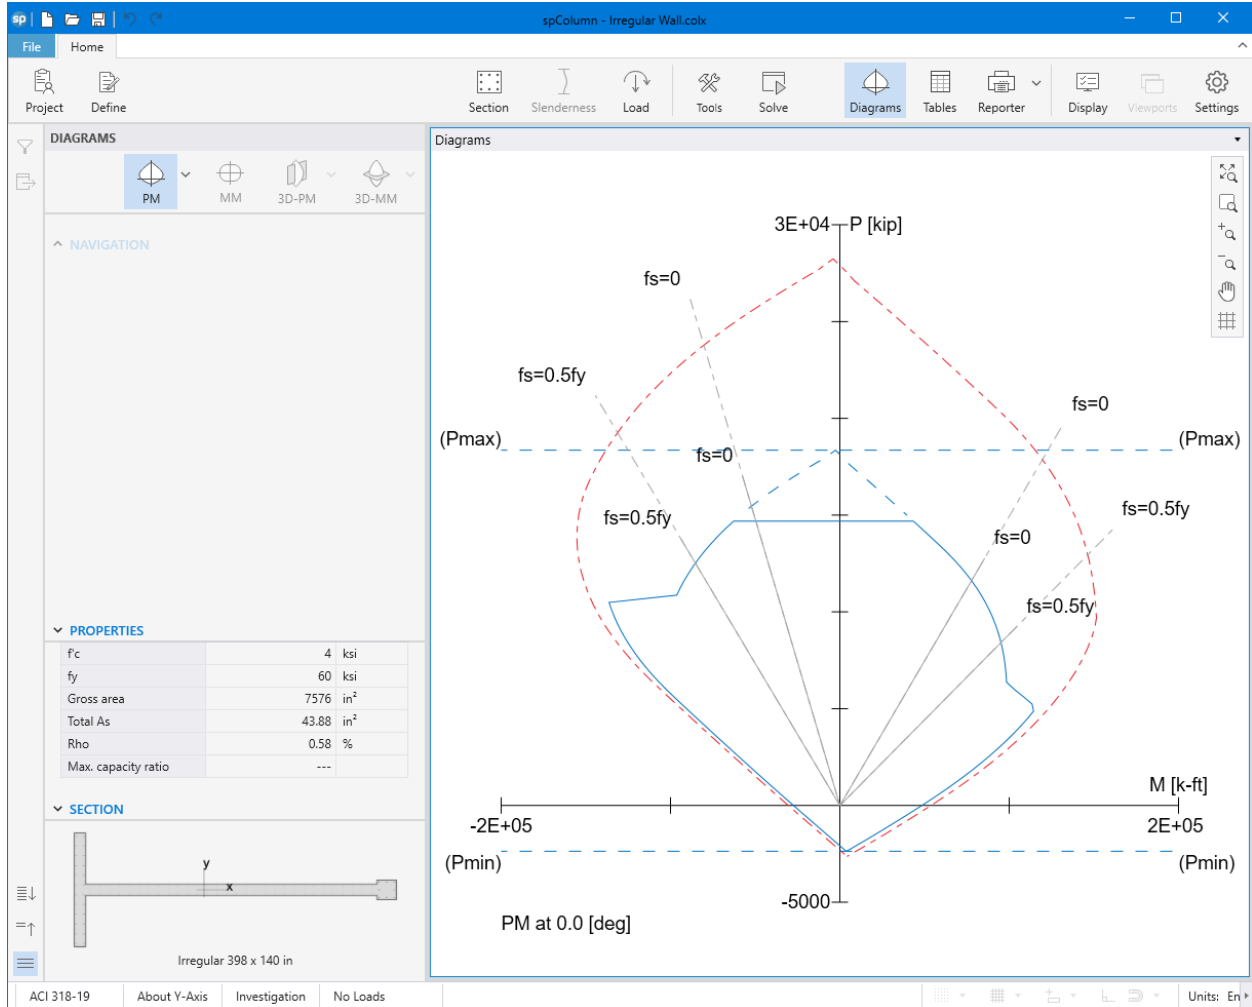 sp
spColumn - Irregular Wall.colx
File
Home
Project
Define
Section
Slenderness
Load
Tools
Solve
Diagrams
Tables
Reporter
Display
Viewports
Settings
DIAGRAMS
PM
MM
3D-PM
3D-MM
NAVIGATION
PROPERTIES
f'c 4 ksi
fy 60 ksi
Gross area 7576 in²
Total As 43.88 in²
Rho 0.58 %
Max. capacity ratio ---
SECTION
y
x
Irregular 398 x 140 in
Diagrams
3E+04
P [kip]
fs=0
fs=0.5fy
fs=0
(Pmax)
(Pmax)
fs=0
fs=0.5fy
fs=0.5fy
fs=0
fs=0.5fy
M [k-ft]
-2E+05
2E+05
(Pmin)
(Pmin)
-5000
PM at 0.0 [deg]
ACI 318-19
About Y-Axis
Investigation
No Loads
Units: En